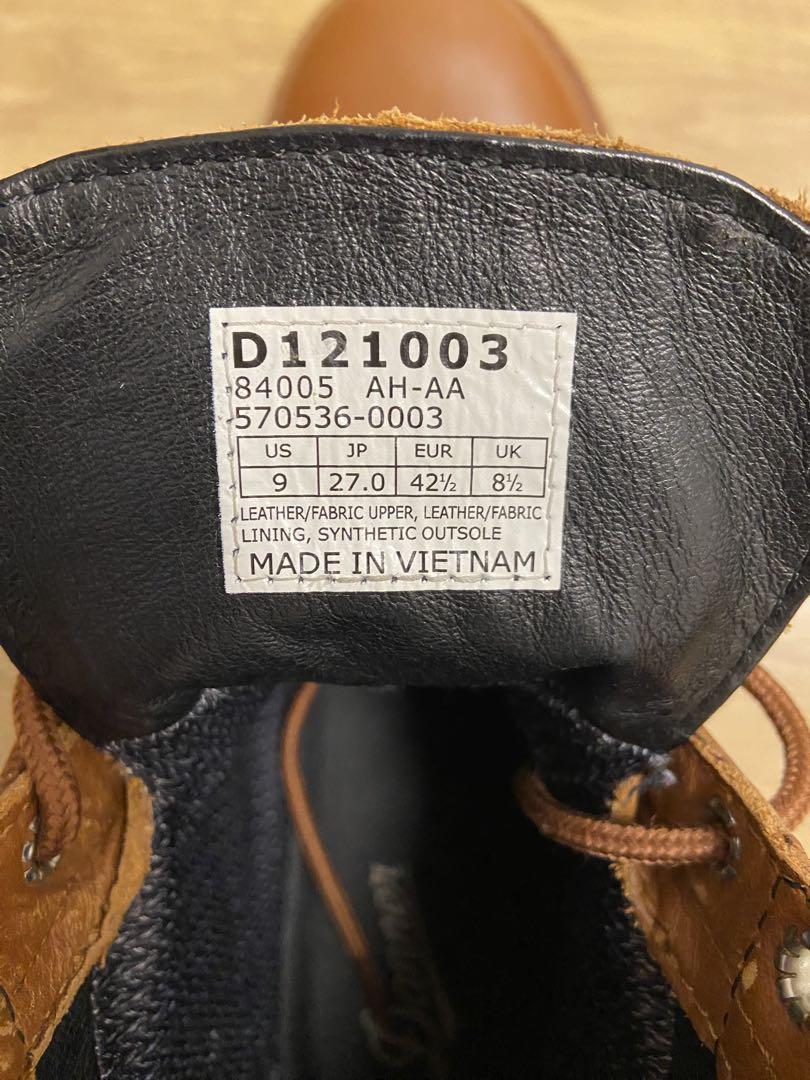 D121003
84005 AH-AA
570536-0003
US JP EUR UK
9 27.0 42½ 8½
LEATHER/FABRIC UPPER, LEATHER/FABRIC
LINING, SYNTHETIC OUTSOLE
MADE IN VIETNAM